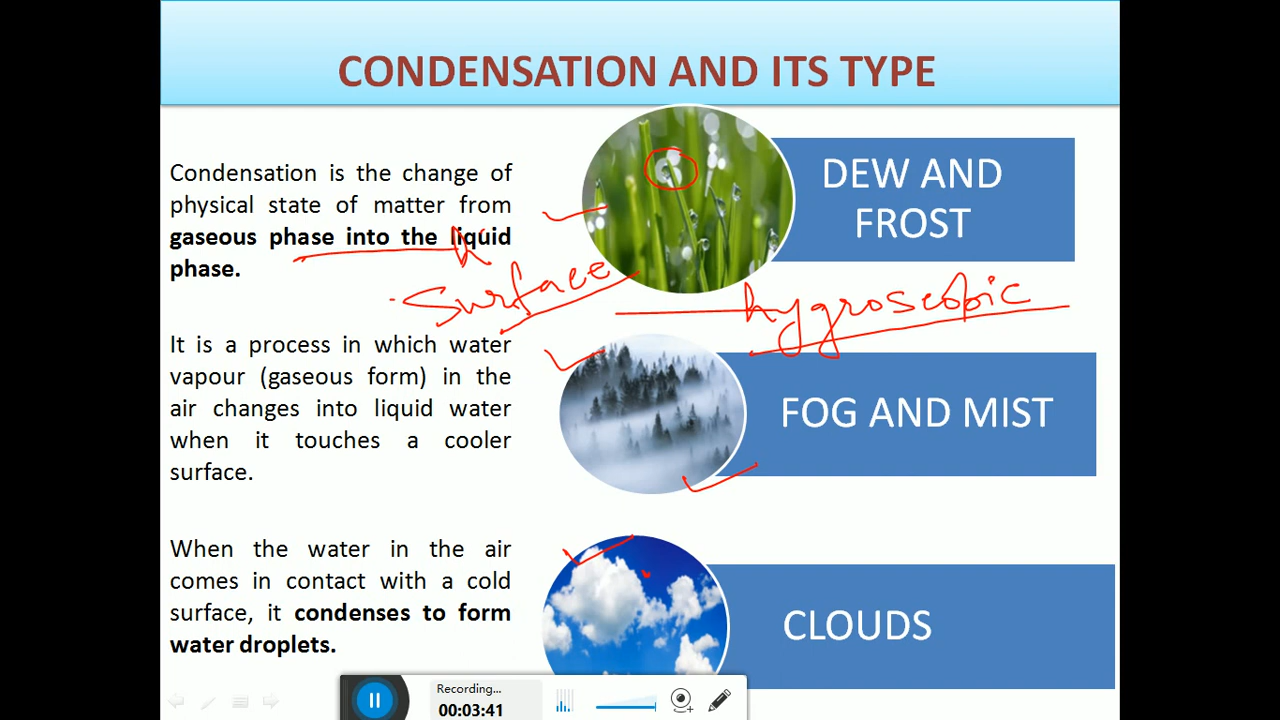 CONDENSATION AND ITS TYPE
Condensation is the change of
physical state of matter from
gaseous phase into the liquid
phase.
It is a process in which water
vapour (gaseous form) in the
air changes into liquid water
when it touches a cooler
surface.
When the water in the air
comes in contact with a cold
surface, it condenses to form
water droplets.
DEW AND
FROST
Surface
hygroscopic
FOG AND MIST
CLOUDS
Recording...
00:03:41